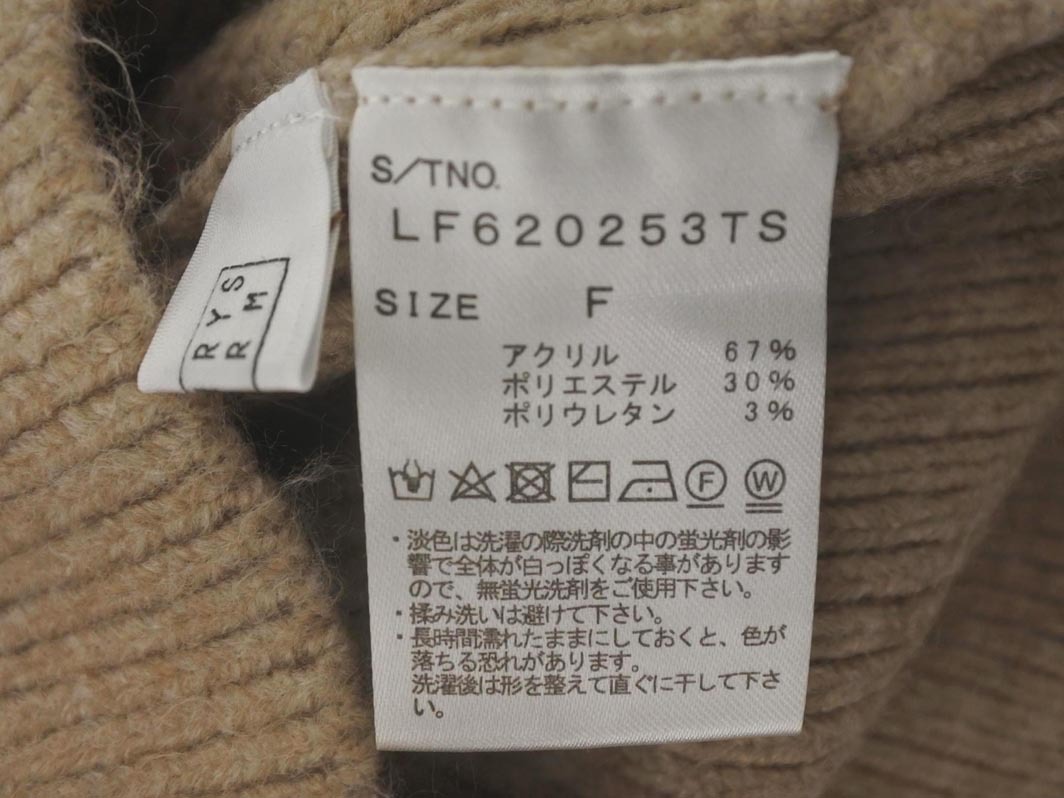 S/TNO.
LF620253TS
SIZE F
アクリル 67%
ポリエステル 30%
ポリウレタン 3%
F W
・淡色は洗濯の際洗剤の中の蛍光剤の影
響で全体が白っぽくなる事があります
ので、無蛍光洗剤をご使用下さい。
・揉み洗いは避けて下さい。
・長時間濡れたままにしておくと、色が
落ちる恐れがあります。
洗濯後は形を整えて直ぐに干して下さ
い。
RYS
RM